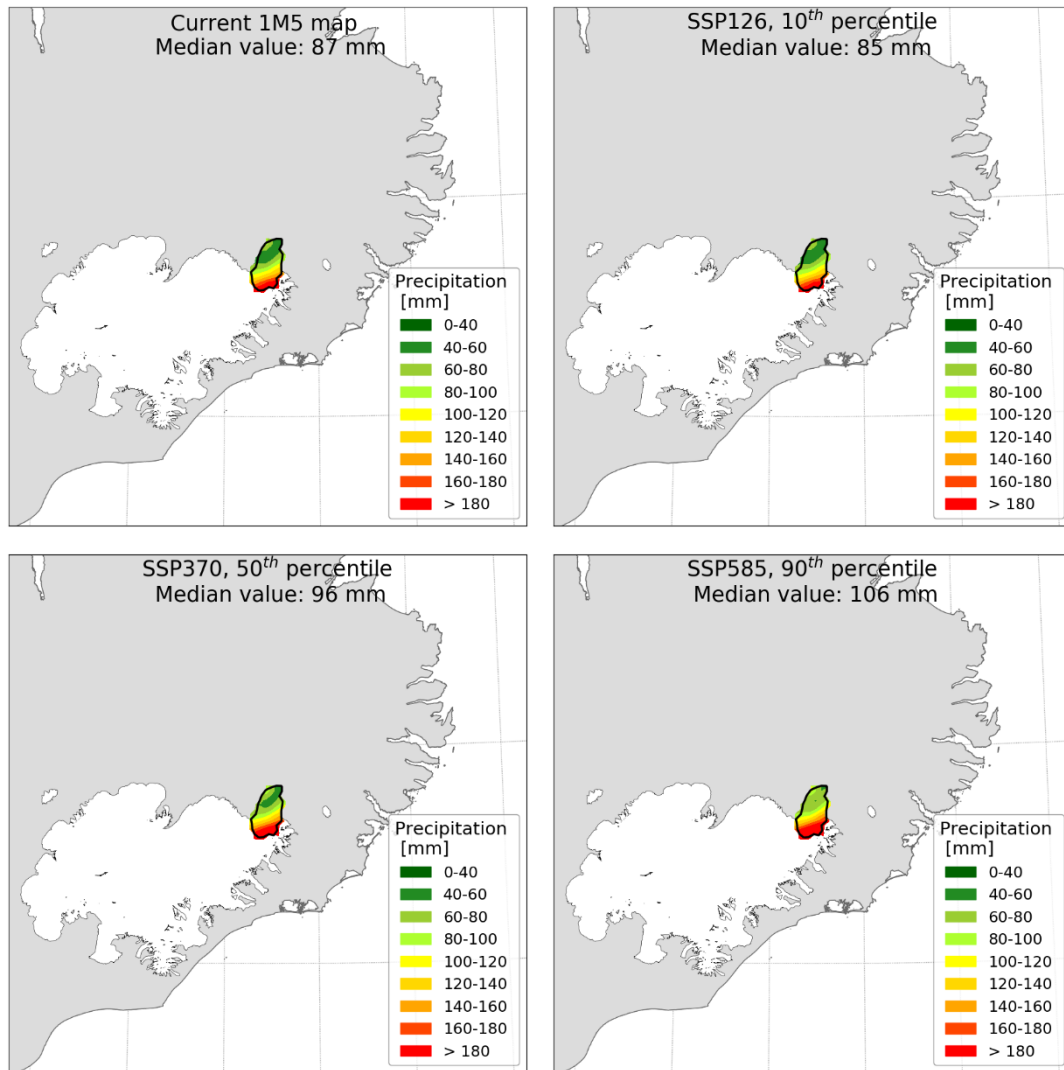 Current 1M5 map
Median value: 87 mm
Precipitation
[mm]
0-40
40-60
60-80
80-100
100-120
120-140
140-160
160-180
> 180
SSP126, 10th percentile
Median value: 85 mm
Precipitation
[mm]
0-40
40-60
60-80
80-100
100-120
120-140
140-160
160-180
> 180
SSP370, 50th percentile
Median value: 96 mm
Precipitation
[mm]
0-40
40-60
60-80
80-100
100-120
120-140
140-160
160-180
> 180
SSP585, 90th percentile
Median value: 106 mm
Precipitation
[mm]
0-40
40-60
60-80
80-100
100-120
120-140
140-160
160-180
> 180